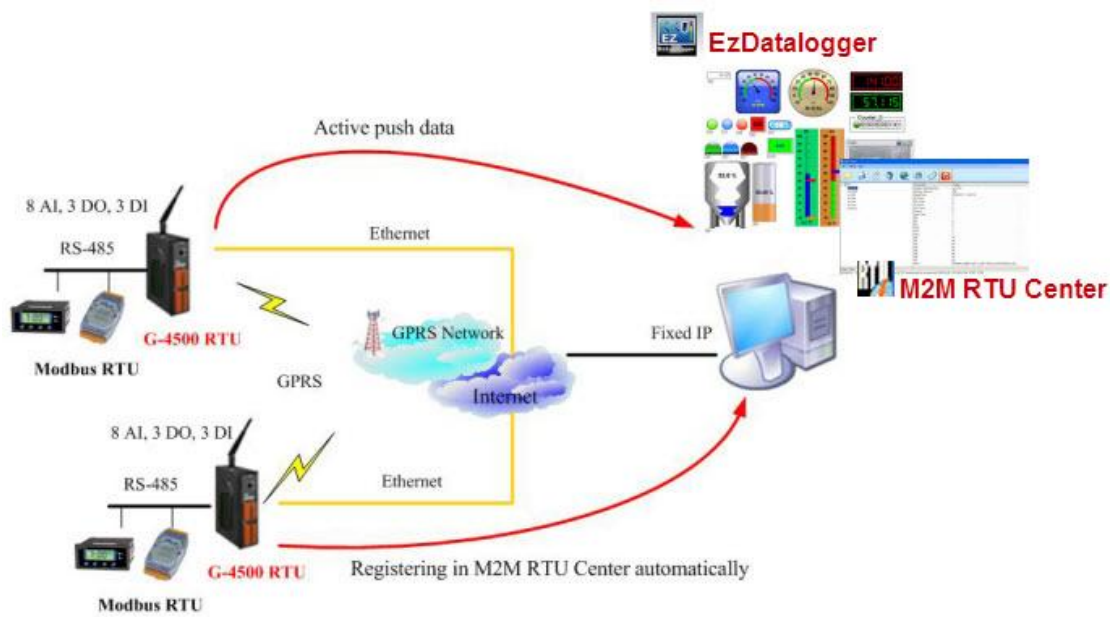 EzDatalogger
Active push data
8 AI, 3 DO, 3 DI
RS-485
Ethernet
G-4500 RTU
Modbus RTU
GPRS Network
GPRS
Internet
Fixed IP
M2M RTU Center
8 AI, 3 DO, 3 DI
RS-485
Ethernet
G-4500 RTU
Modbus RTU
Registering in M2M RTU Center automatically